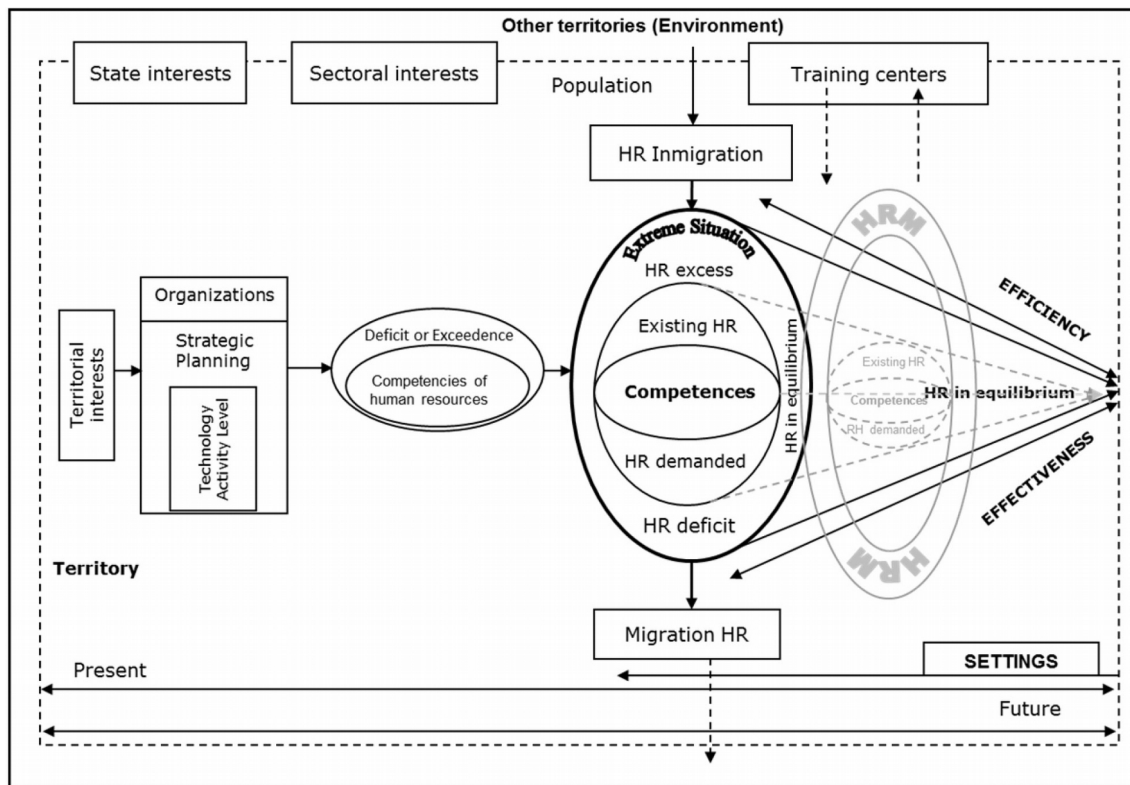 Other territories (Environment)
State interests
Sectoral interests
Training centers
Population
HR Inmigration
HRM
Extreme Situation
HR excess
Organizations
Strategic
Planning
Technology
Activity Level
Territorial
interests
Deficit or Exceedence
Competencies of
human resources
Existing HR
Competences
HR demanded
HR deficit
HR in equilibrium
Existing HR
Competences
RH demanded
HR in equilibrium
EFFICIENCY
EFFECTIVENESS
HRM
Territory
Migration HR
SETTINGS
Present
Future